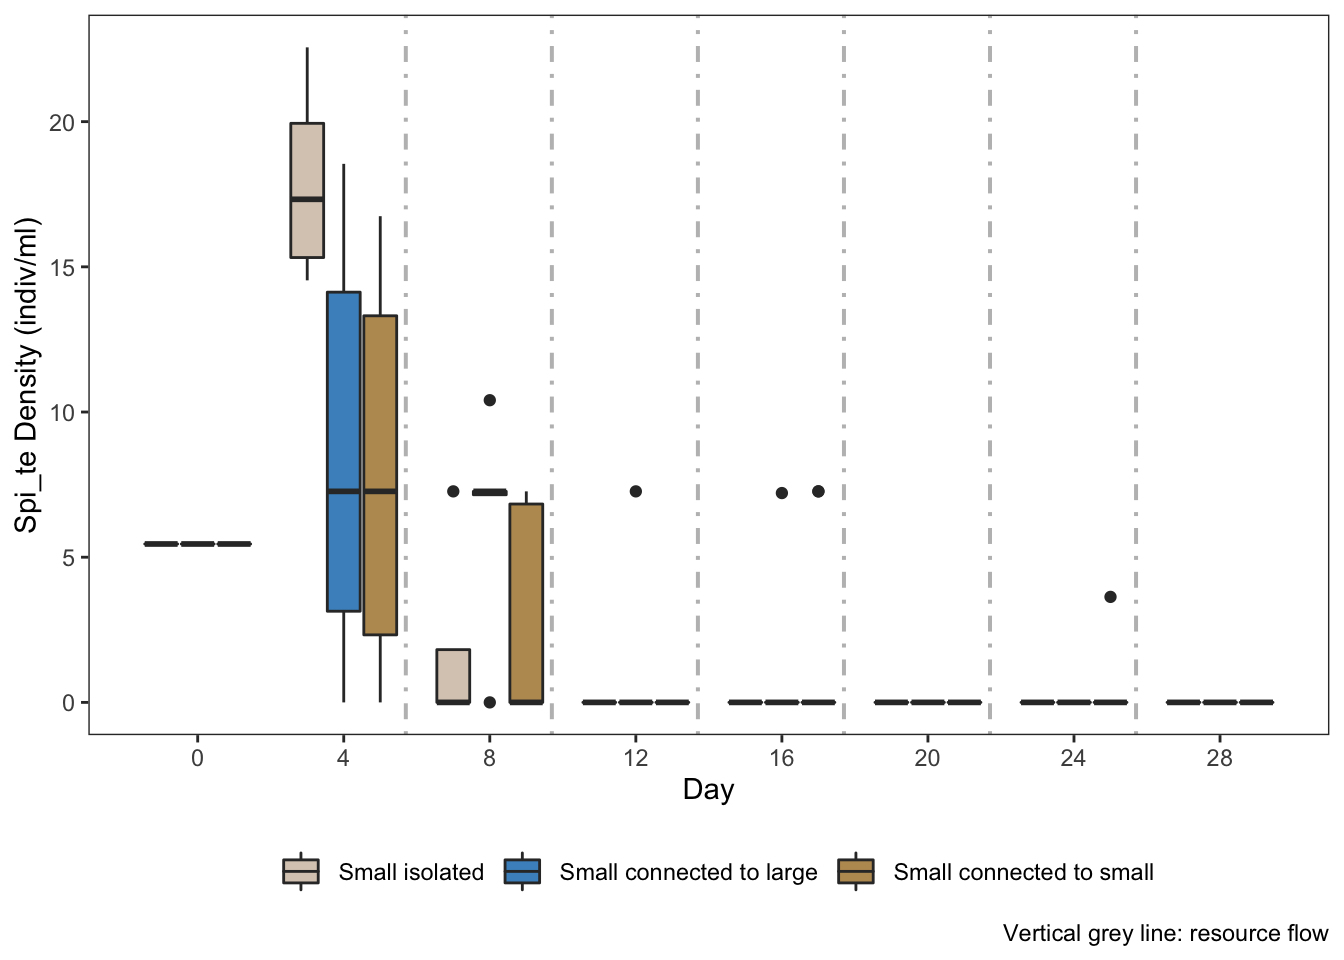 Spi_te Density (indiv/ml)
20
15
10
5
0
0 4 8 12 16 20 24 28
Day
Small isolated Small connected to large Small connected to small
Vertical grey line: resource flow